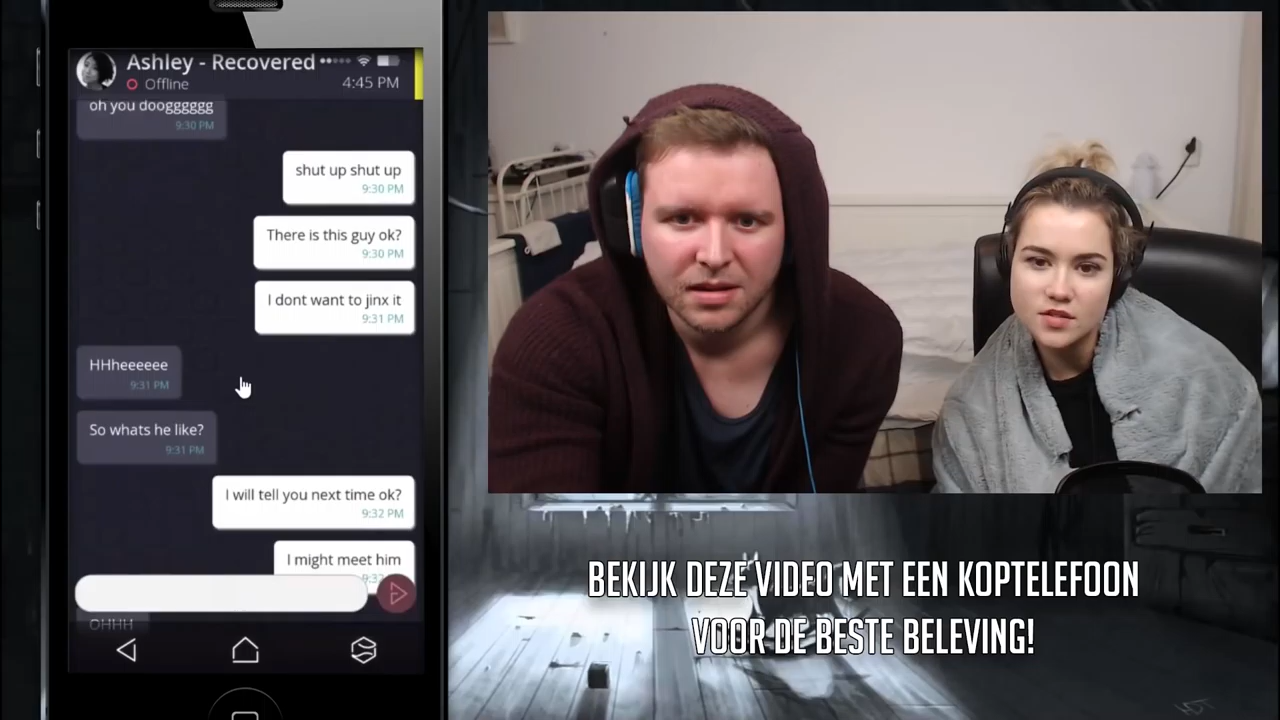 Ashley - Recovered
Offline
4:45 PM
oh you doogggggg
9:30 PM
shut up shut up
9:30 PM
There is this guy ok?
9:30 PM
I dont want to jinx it
9:31 PM
HHheeeeee
9:31 PM
So whats he like?
9:31 PM
I will tell you next time ok?
9:32 PM
I might meet him
OHHH
BEKIJK DEZE VIDEO MET EEN KOPTELEFOON
VOOR DE BESTE BELEVING!